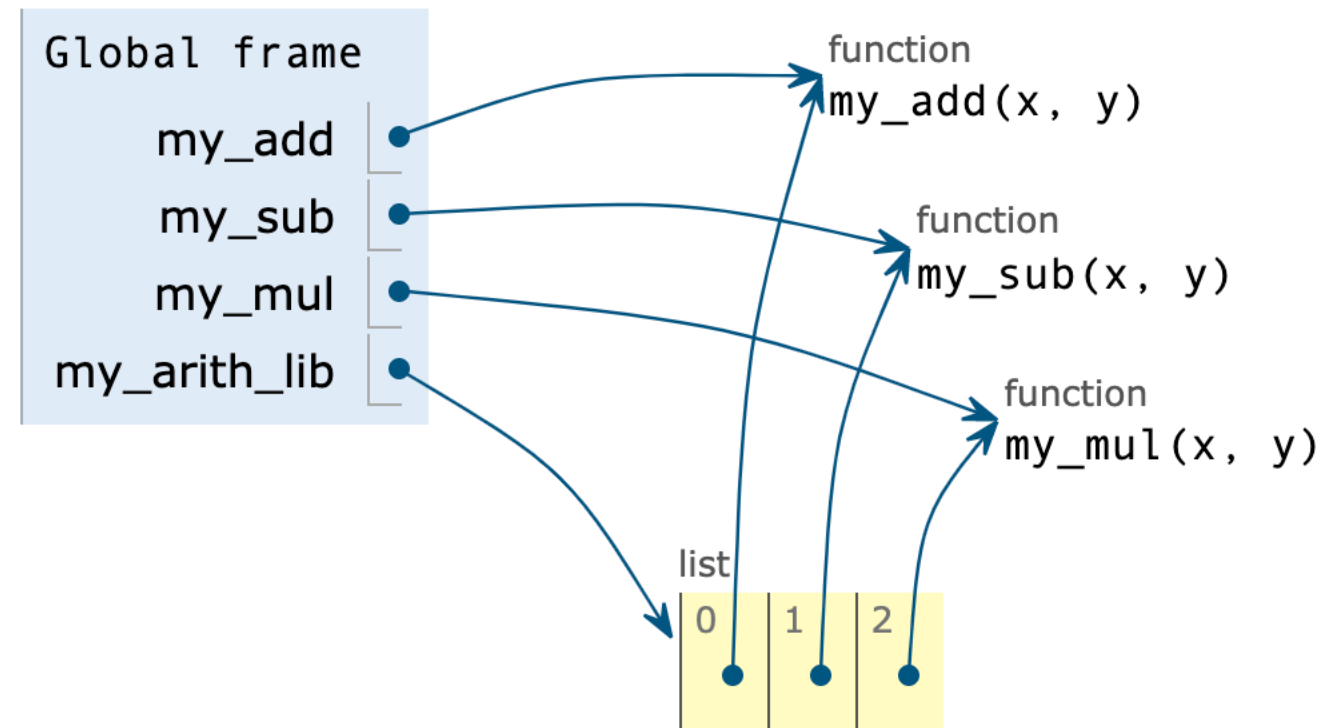 Global frame
my_add
my_sub
my_mul
my_arith_lib
function
my_add(x, y)
function
my_sub(x, y)
function
my_mul(x, y)
list
0 1 2